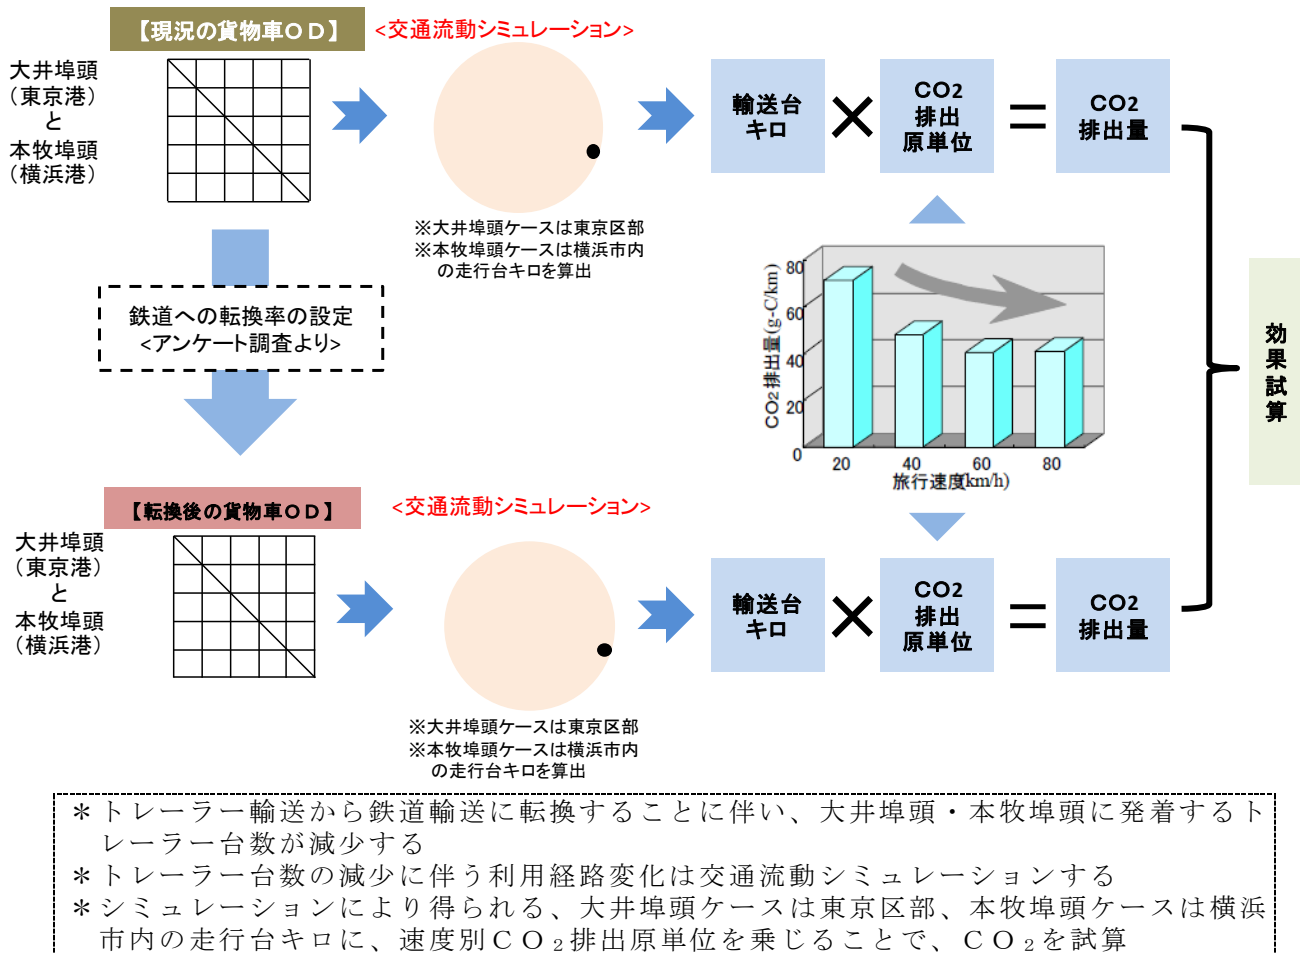 【現況の貨物車ＯＤ】
<交通流動シミュレーション>
大井埠頭
（東京港）
と
本牧埠頭
（横浜港）
※大井埠頭ケースは東京区部
※本牧埠頭ケースは横浜市内
の走行台キロを算出
輸送台
キロ
×
ＣＯ２
排出
原単位
＝
ＣＯ２
排出量
鉄道への転換率の設定
<アンケート調査より>
CO2 排出量(g-C/km)
80
60
40
20
0
20 40 60 80
旅行速度(km/h)
効果試算
【転換後の貨物車ＯＤ】
<交通流動シミュレーション>
大井埠頭
（東京港）
と
本牧埠頭
（横浜港）
※大井埠頭ケースは東京区部
※本牧埠頭ケースは横浜市内
の走行台キロを算出
輸送台
キロ
×
ＣＯ２
排出
原単位
＝
ＣＯ２
排出量
＊トレーラー輸送から鉄道輸送に転換することに伴い、大井埠頭・本牧埠頭に発着するト
レーラー台数が減少する
＊トレーラー台数の減少に伴う利用経路変化は交通流動シミュレーションする
＊シミュレーションにより得られる、大井埠頭ケースは東京区部、本牧埠頭ケースは横浜
市内の走行台キロに、速度別ＣＯ₂排出原単位を乗じることで、ＣＯ₂を試算